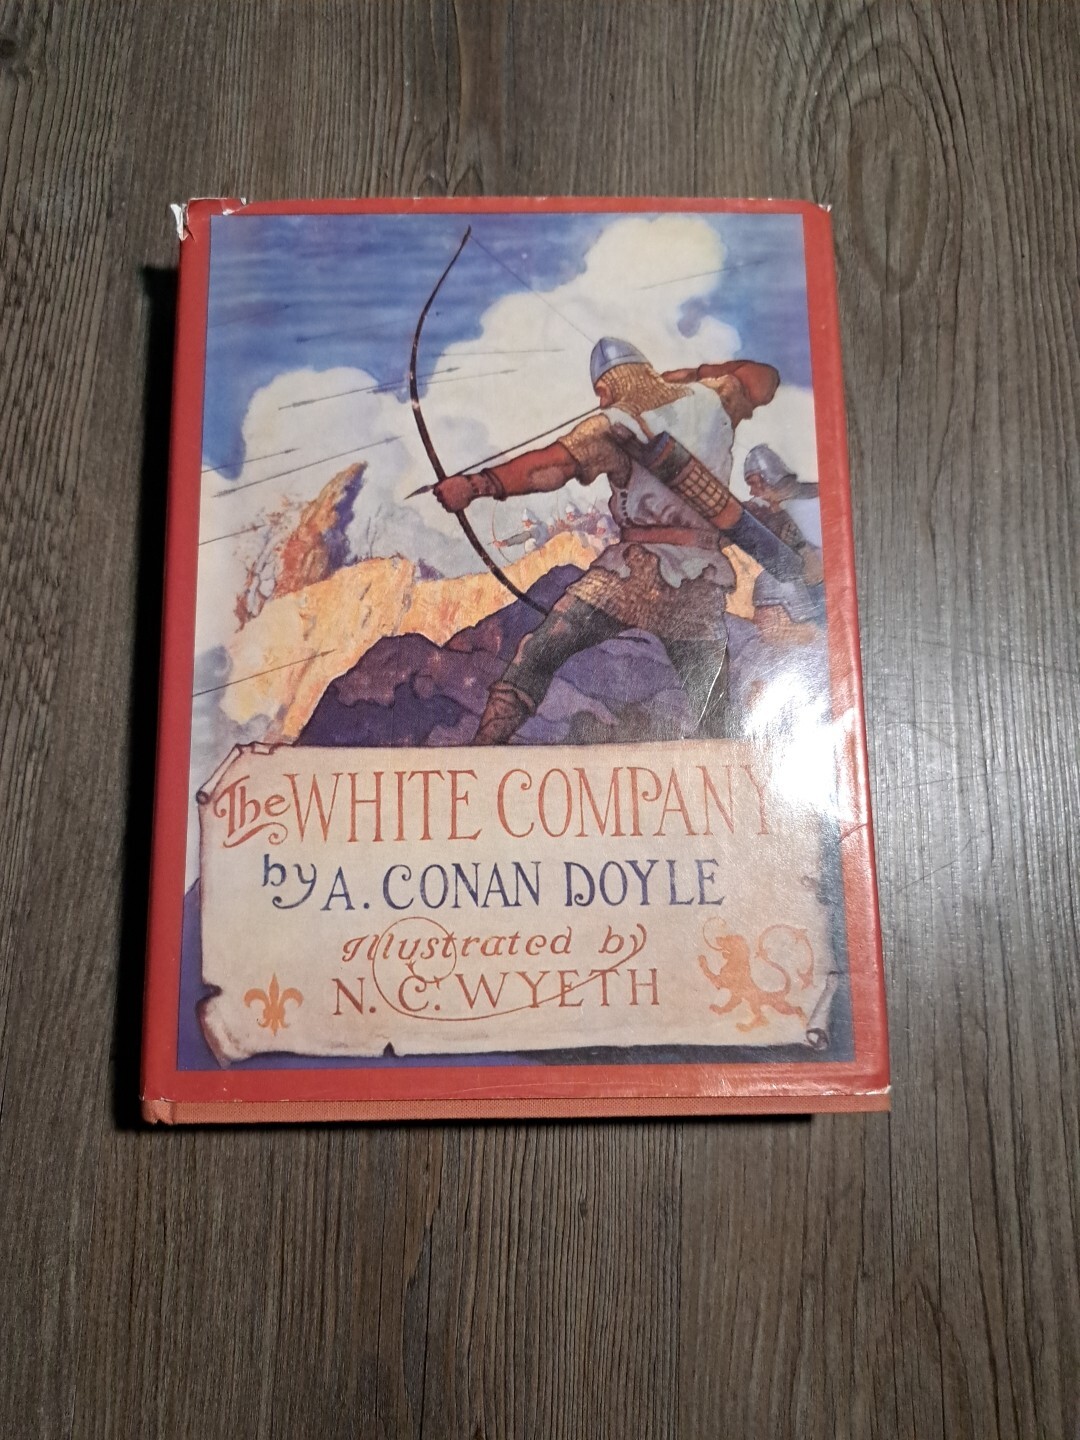 The WHITE COMPANY
by A. CONAN DOYLE
Illustrated by
N. C. WYETH